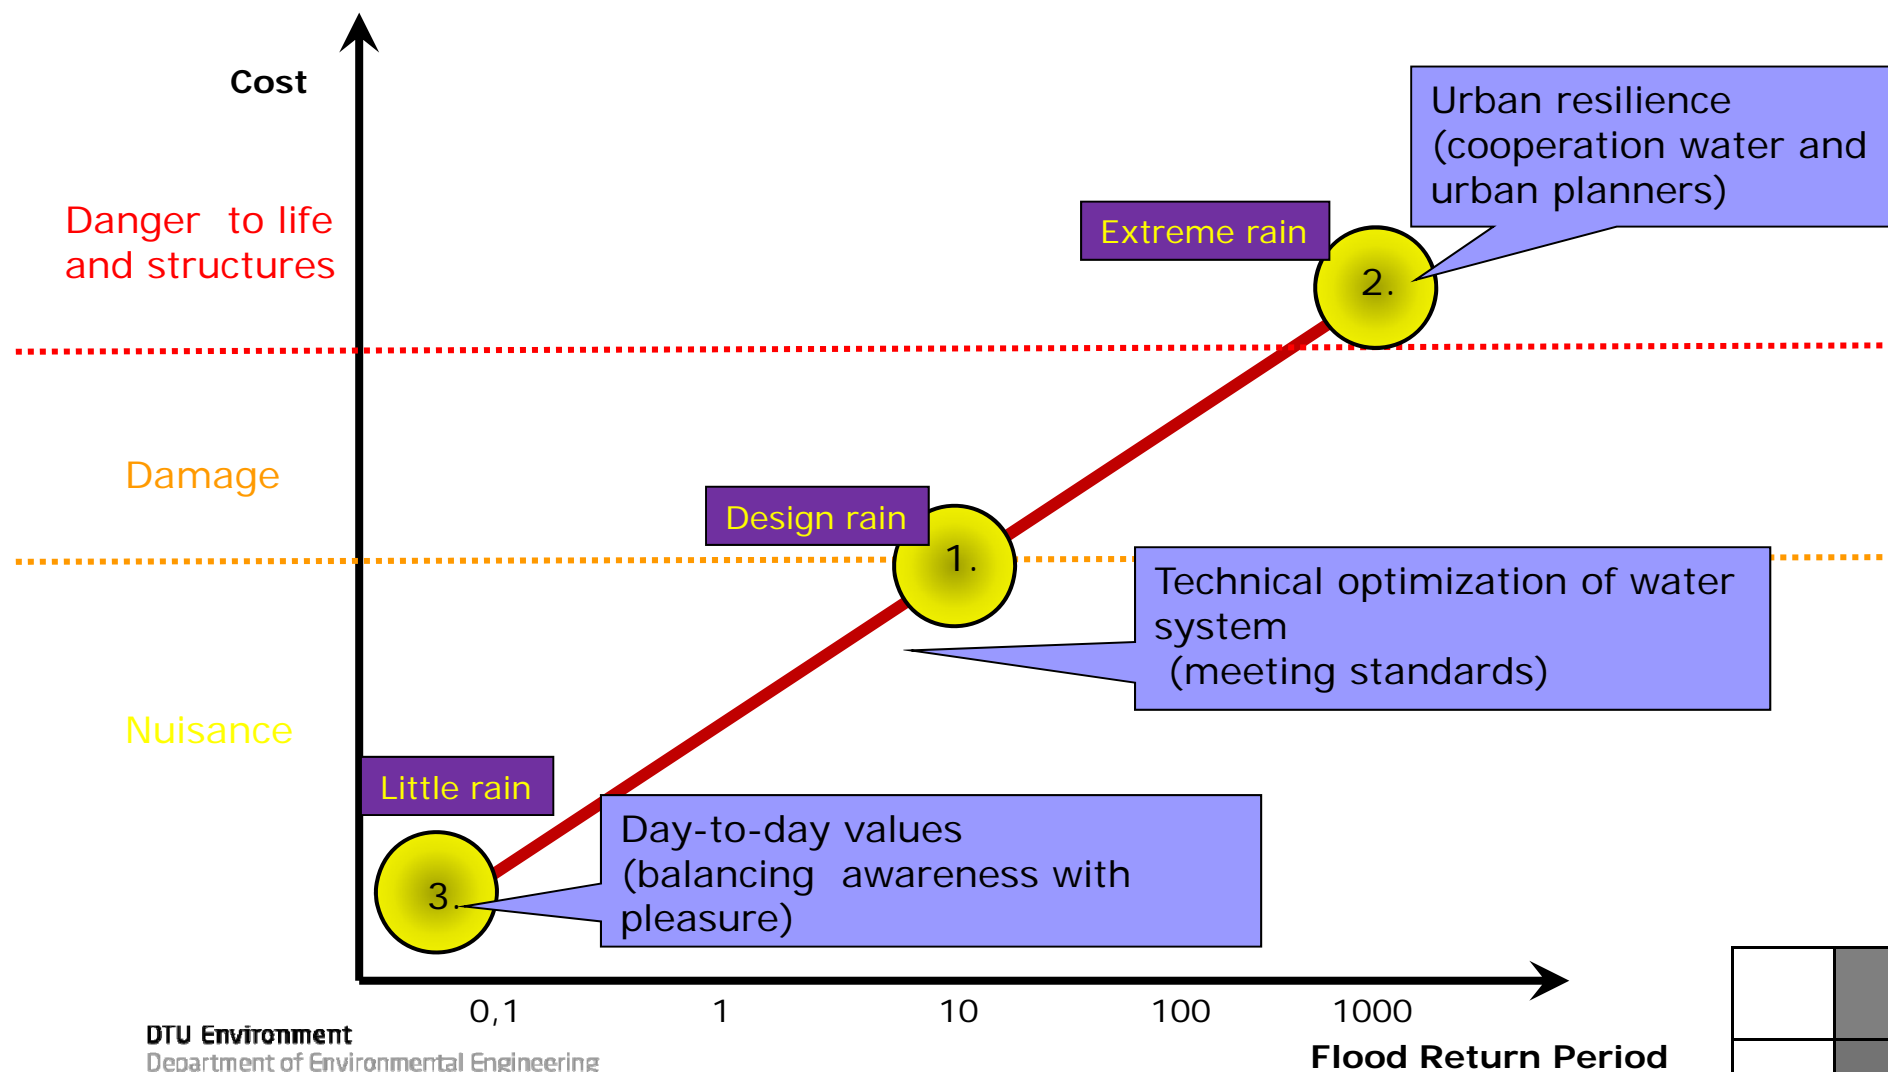 Cost
Urban resilience
(cooperation water and
urban planners)
Danger to life
and structures
Extreme rain
2.
Damage
Design rain
1.
Technical optimization of water
system
(meeting standards)
Nuisance
Little rain
3.
Day-to-day values
(balancing awareness with
pleasure)
0,1 1 10 100 1000
Flood Return Period
DTU Environment
Department of Environmental Engineering